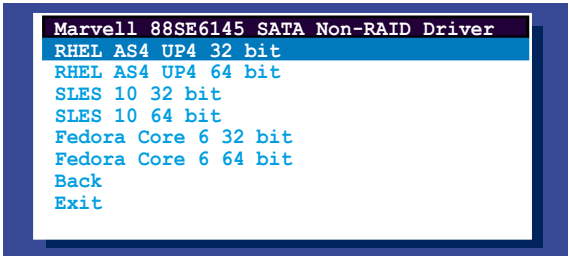 Marvell 88SE6145 SATA Non-RAID Driver
RHEL AS4 UP4 32 bit
RHEL AS4 UP4 64 bit
SLES 10 32 bit
SLES 10 64 bit
Fedora Core 6 32 bit
Fedora Core 6 64 bit
Back
Exit